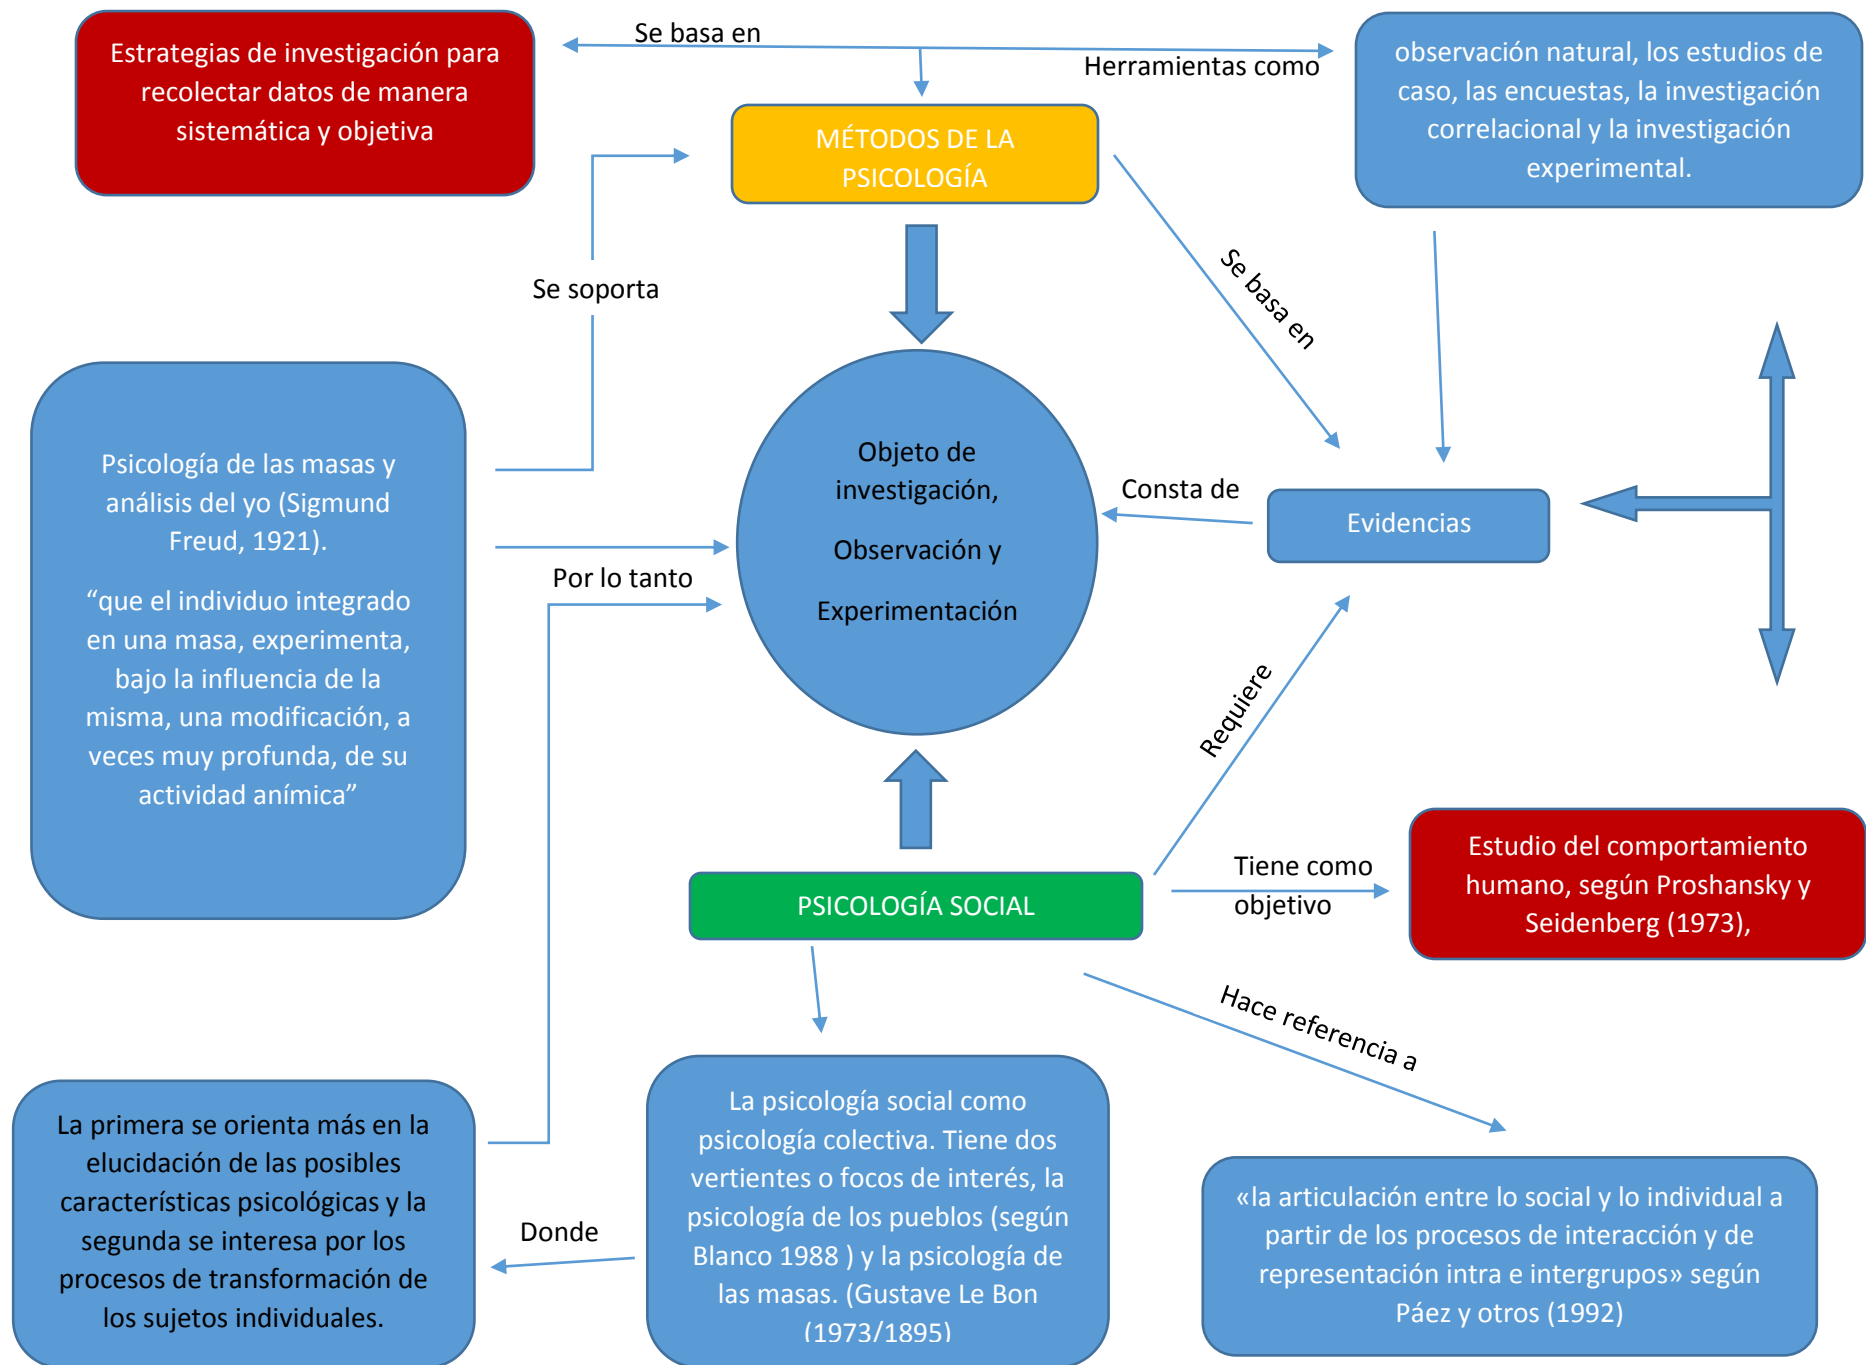 Estrategias de investigación para
recolectar datos de manera
sistemática y objetiva
Se basa en
Herramientas como
observación natural, los estudios de
caso, las encuestas, la investigación
correlacional y la investigación
experimental.
MÉTODOS DE LA
PSICOLOGÍA
Se soporta
Se basa en
Psicología de las masas y
análisis del yo (Sigmund
Freud, 1921).
“que el individuo integrado
en una masa, experimenta,
bajo la influencia de la
misma, una modificación, a
veces muy profunda, de su
actividad anímica”
Objeto de
investigación,
Observación y
Experimentación
Consta de
Evidencias
Por lo tanto
Requiere
PSICOLOGÍA SOCIAL
Tiene como
objetivo
Estudio del comportamiento
humano, según Proshansky y
Seidenberg (1973),
Hace referencia a
La primera se orienta más en la
elucidación de las posibles
características psicológicas y la
segunda se interesa por los
procesos de transformación de
los sujetos individuales.
Donde
La psicología social como
psicología colectiva. Tiene dos
vertientes o focos de interés, la
psicología de los pueblos (según
Blanco 1988 ) y la psicología de
las masas. (Gustave Le Bon
(1973/1895)
«la articulación entre lo social y lo individual a
partir de los procesos de interacción y de
representación intra e intergrupos» según
Páez y otros (1992)